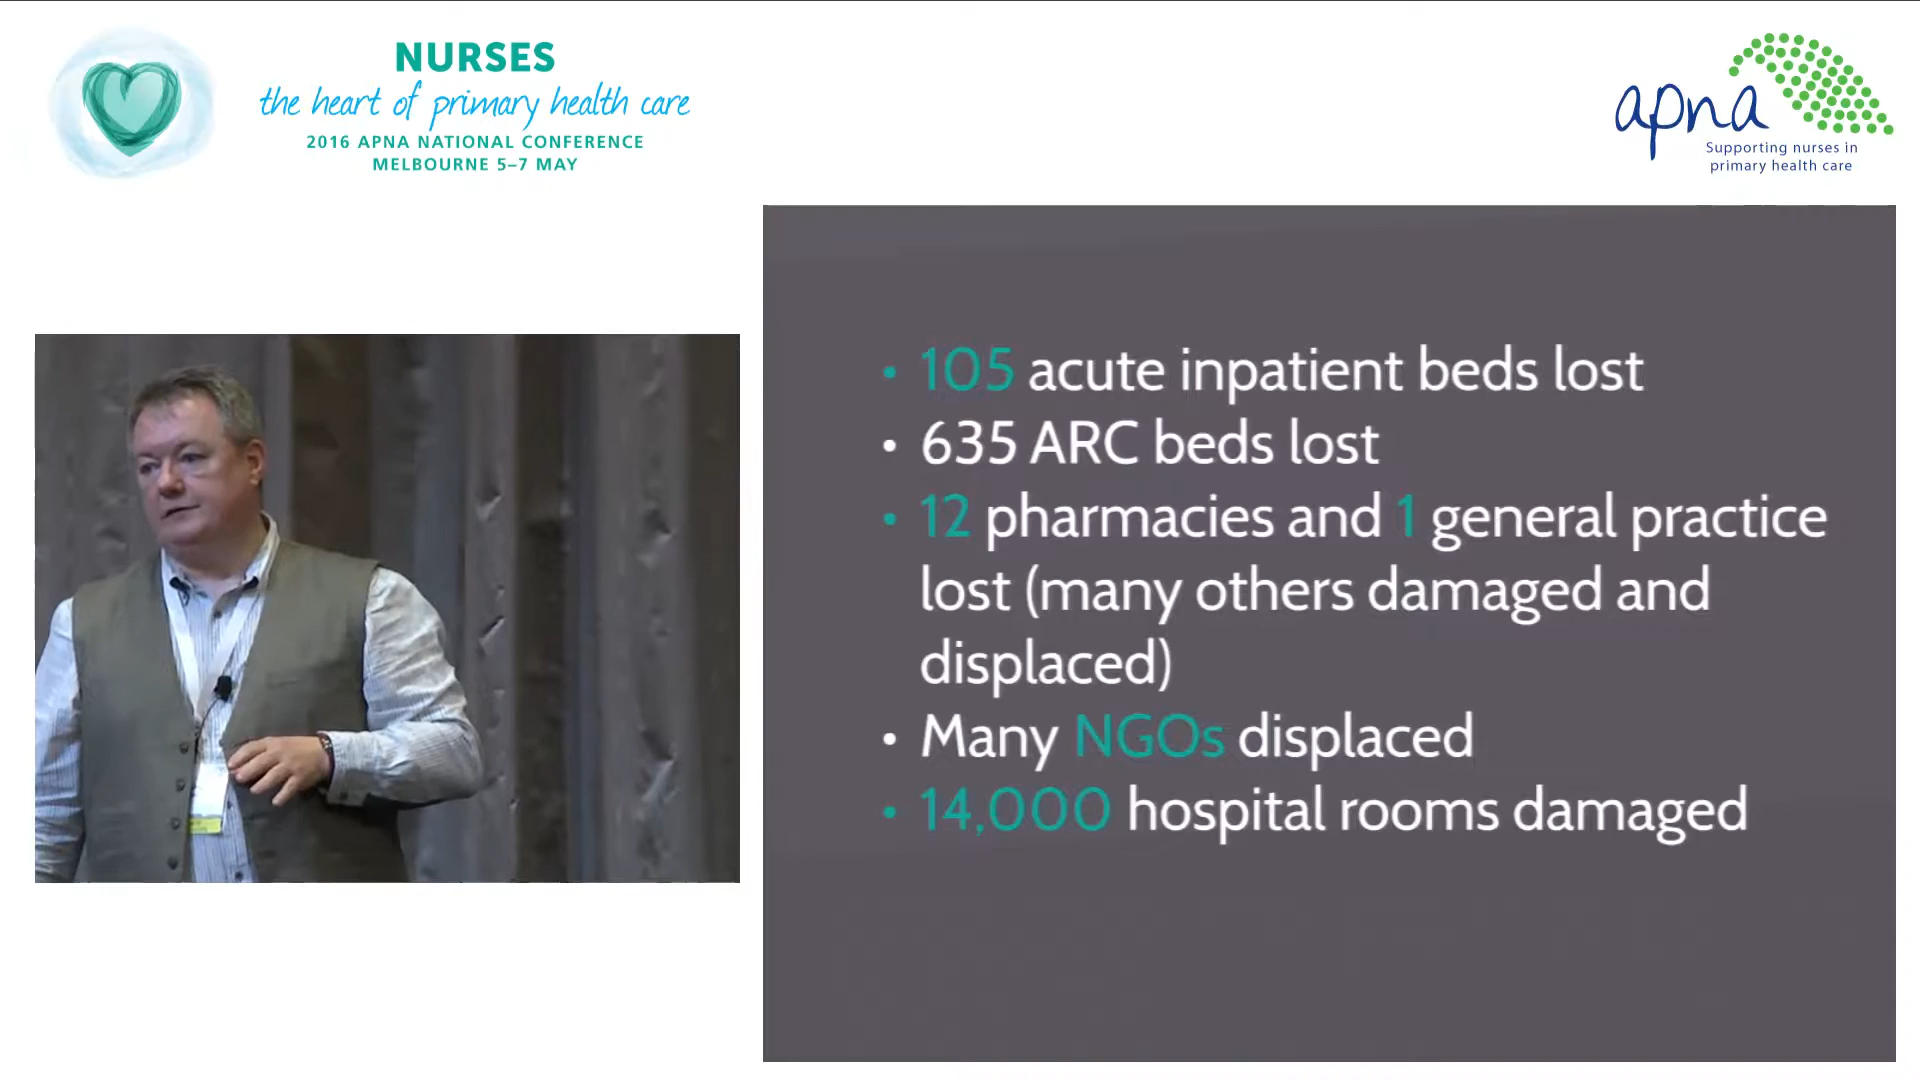 NURSES
the heart of primary health care
2016 APNA NATIONAL CONFERENCE
MELBOURNE 5–7 MAY
apna
Supporting nurses in
primary health care
• 105 acute inpatient beds lost
• 635 ARC beds lost
• 12 pharmacies and 1 general practice
lost (many others damaged and
displaced)
• Many NGOs displaced
• 14,000 hospital rooms damaged